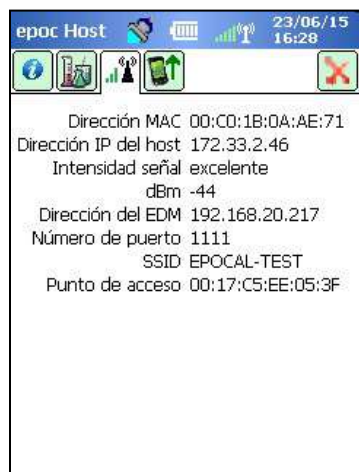 epoc Host 23/06/15
16:28
Dirección MAC 00:C0:1B:0A:AE:71
Dirección IP del host 172.33.2.46
Intensidad señal excelente
dBm -44
Dirección del EDM 192.168.20.217
Número de puerto 1111
SSID EPOCAL-TEST
Punto de acceso 00:17:C5:EE:05:3F